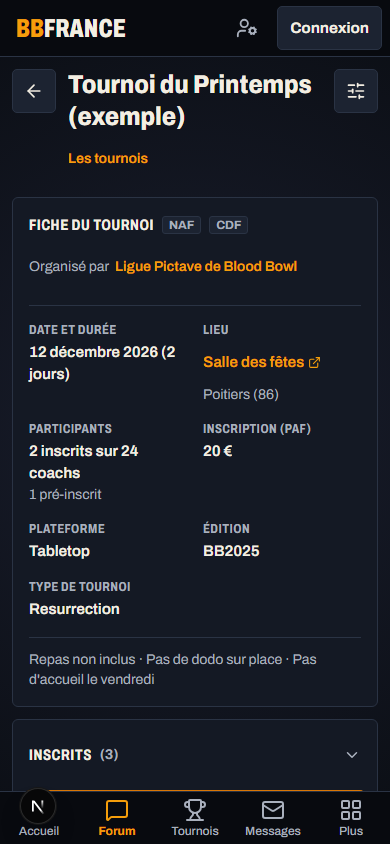 BBFRANCE
Connexion
Tournoi du Printemps
(exemple)
Les tournois
FICHE DU TOURNOI NAF CDF
Organisé par Ligue Pictave de Blood Bowl
DATE ET DURÉE
12 décembre 2026 (2
jours)
LIEU
Salle des fêtes
Poitiers (86)
PARTICIPANTS
2 inscrits sur 24
coachs
1 pré-inscrit
INSCRIPTION (PAF)
20 €
PLATEFORME
Tabletop
ÉDITION
BB2025
TYPE DE TOURNOI
Resurrection
Repas non inclus · Pas de dodo sur place · Pas
d'accueil le vendredi
INSCRITS (3)
N
Accueil
Forum
Tournois
Messages
Plus